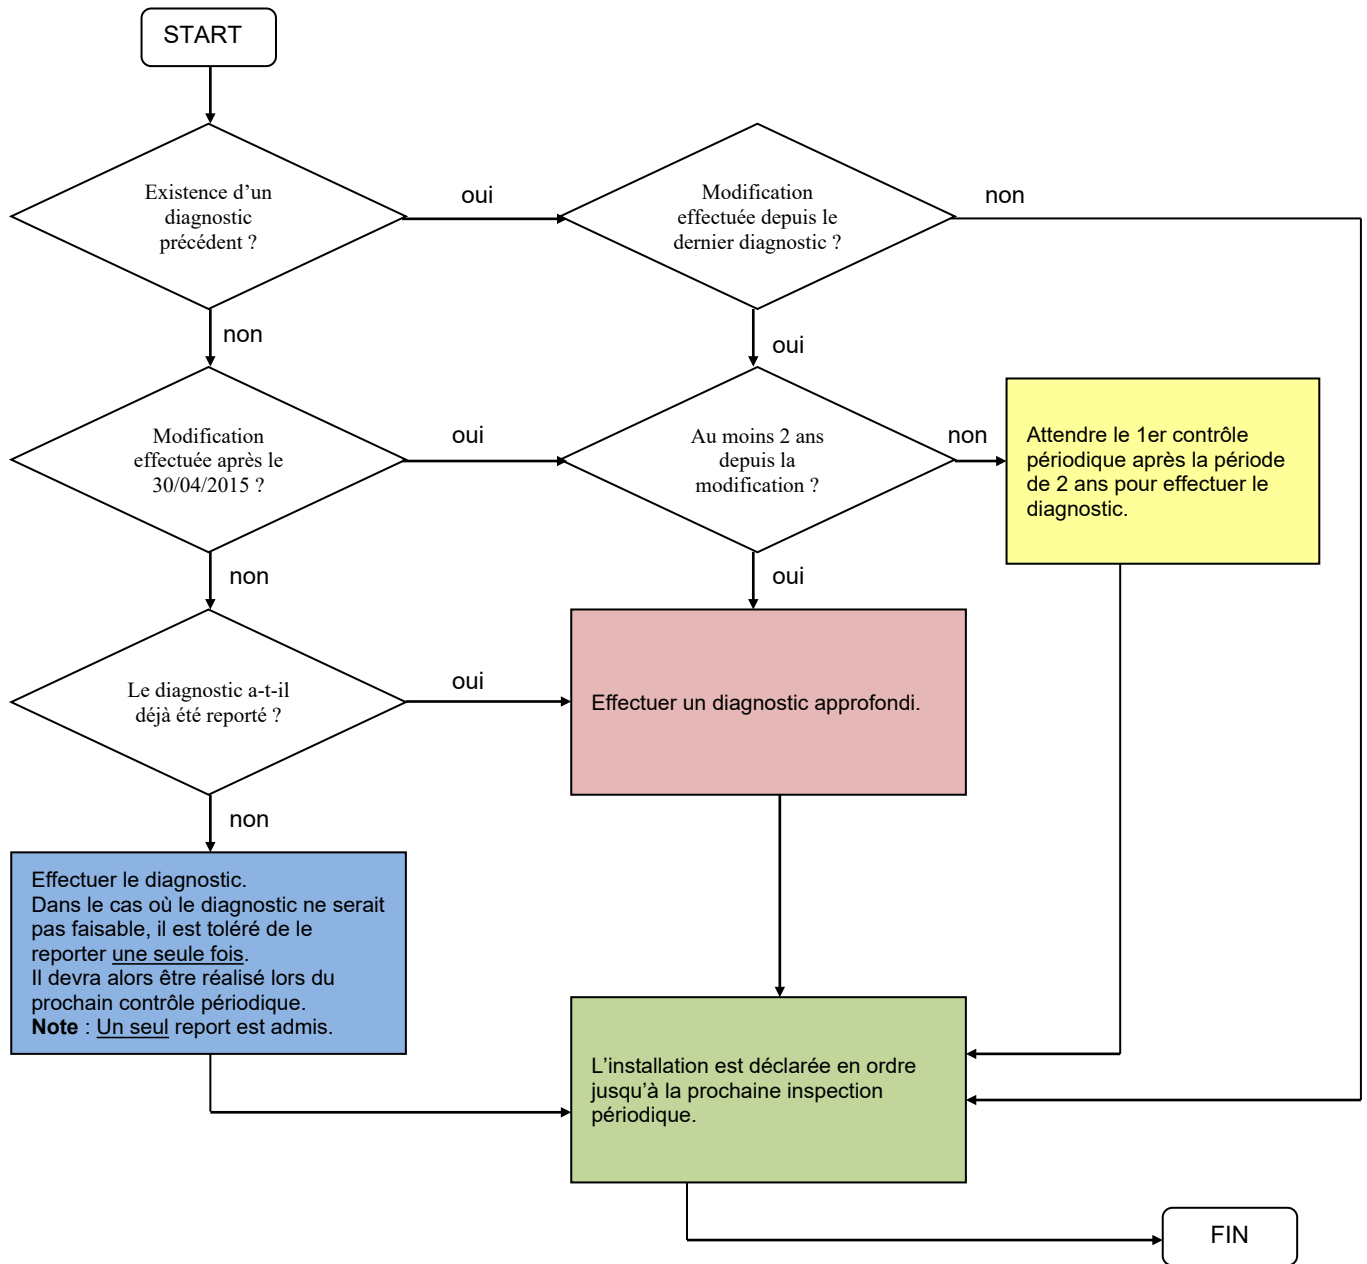 START
Existence d’un
diagnostic
précédent ?
oui
Modification
effectuée depuis le
dernier diagnostic ?
non
non
oui
Modification
effectuée après le
30/04/2015 ?
oui
Au moins 2 ans
depuis la
modification ?
non
Attendre le 1er contrôle
périodique après la période
de 2 ans pour effectuer le
diagnostic.
non
oui
Le diagnostic a-t-il
déjà été reporté ?
oui
Effectuer un diagnostic approfondi.
non
Effectuer le diagnostic.
Dans le cas où le diagnostic ne serait
pas faisable, il est toléré de le
reporter une seule fois.
Il devra alors être réalisé lors du
prochain contrôle périodique.
Note : Un seul report est admis.
L’installation est déclarée en ordre
jusqu’à la prochaine inspection
périodique.
FIN